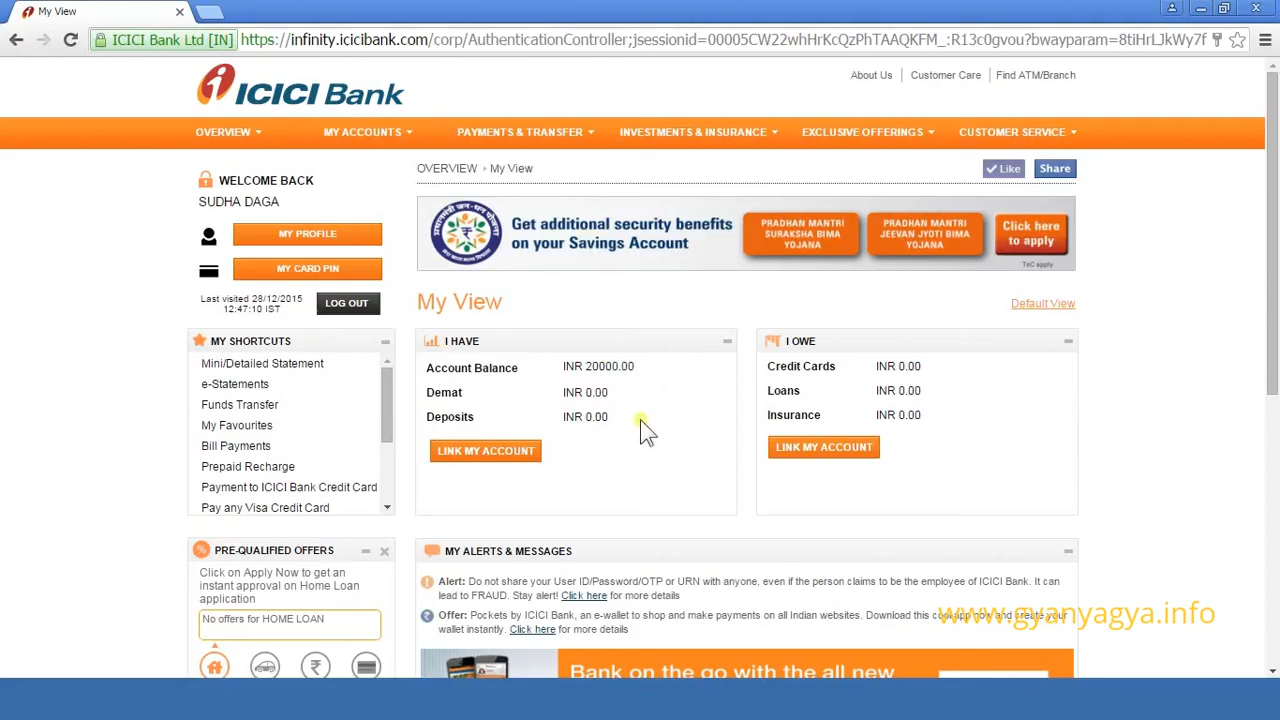 My View
ICICI Bank Ltd [IN] https://infinity.icicibank.com/corp/AuthenticationController;jsessionid=00005CW22whHrKcQzPhTAAQKFM_:R13c0gvou?bwayparam=8tiHrLJkWy7f
ICICI Bank
About Us
Customer Care
Find ATM/Branch
OVERVIEW
MY ACCOUNTS
PAYMENTS & TRANSFER
INVESTMENTS & INSURANCE
EXCLUSIVE OFFERINGS
CUSTOMER SERVICE
WELCOME BACK
SUDHA DAGA
MY PROFILE
MY CARD PIN
Last visited 28/12/2015
12:47:10 IST
LOG OUT
OVERVIEW My View
Like
Share
Get additional security benefits
on your Savings Account
PRADHAN MANTRI
SURAKSHA BIMA
YOJANA
PRADHAN MANTRI
JEEVAN JYOTI BIMA
YOJANA
Click here
to apply
TnC apply
My View
Default View
MY SHORTCUTS
Mini/Detailed Statement
e-Statements
Funds Transfer
My Favourites
Bill Payments
Prepaid Recharge
Payment to ICICI Bank Credit Card
Pay any Visa Credit Card
I HAVE
Account Balance INR 20000.00
Demat INR 0.00
Deposits INR 0.00
LINK MY ACCOUNT
I OWE
Credit Cards INR 0.00
Loans INR 0.00
Insurance INR 0.00
LINK MY ACCOUNT
PRE-QUALIFIED OFFERS
Click on Apply Now to get an
instant approval on Home Loan
application
No offers for HOME LOAN
MY ALERTS & MESSAGES
Alert: Do not share your User ID/Password/OTP or URN with anyone, even if the person claims to be the employee of ICICI Bank. It can
lead to FRAUD. Stay alert! Click here for more details
Offer: Pockets by ICICI Bank, an e-wallet to shop and make payments on all Indian websites. Download this cool app now and create your
wallet instantly. Click here for more details
www.gyanyagya.info
Bank on the go with the all new